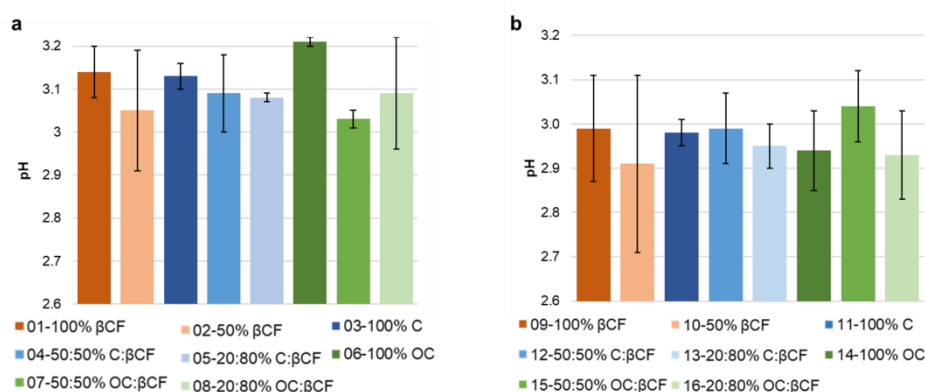 a
3.2
3.1
3
2.9
2.8
2.7
2.6
pH
01-100% βCF 02-50% βCF 03-100% C
04-50:50% C:βCF 05-20:80% C:βCF 06-100% OC
07-50:50% OC:βCF 08-20:80% OC:βCF
b
3.2
3.1
3.0
2.9
2.8
2.7
2.6
pH
09-100% βCF 10-50% βCF 11-100% C
12-50:50% C:βCF 13-20:80% C:βCF 14-100% OC
15-50:50% OC:βCF 16-20:80% OC:βCF